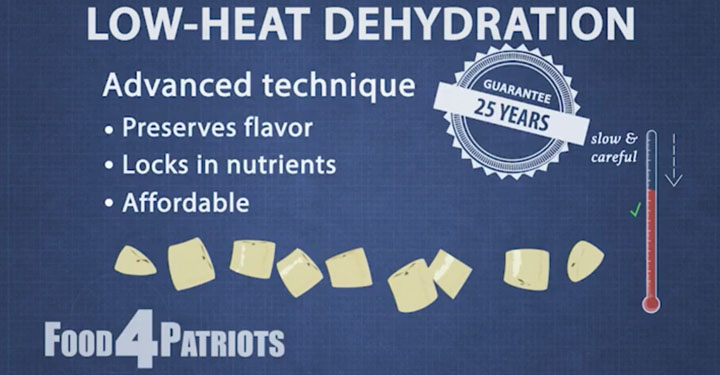 LOW-HEAT DEHYDRATION
Advanced technique
• Preserves flavor
• Locks in nutrients
• Affordable
GUARANTEE
25 YEARS
slow &
careful
FOOD4PATRIOTS